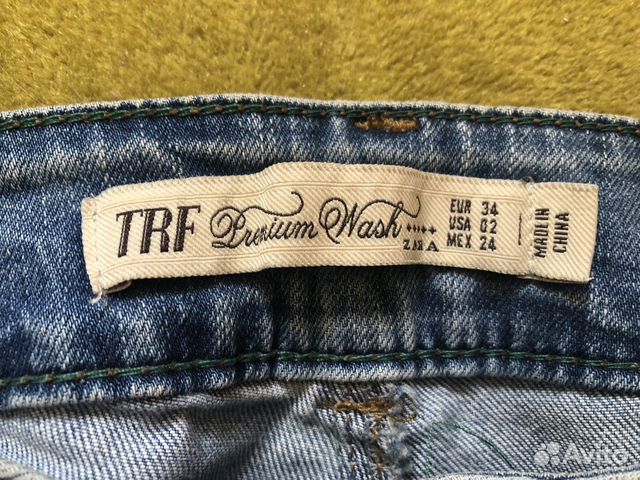 TRF Premium Wash
ZARA
EUR 34
USA 02
MEX 24
MADE IN
CHINA
Avito